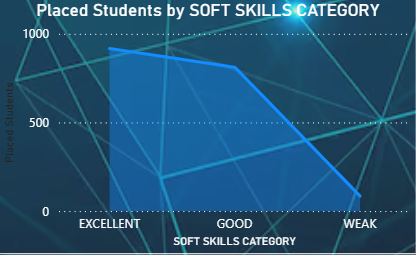 Placed Students by SOFT SKILLS CATEGORY
1000
Placed Students
500
0
EXCELLENT GOOD WEAK
SOFT SKILLS CATEGORY